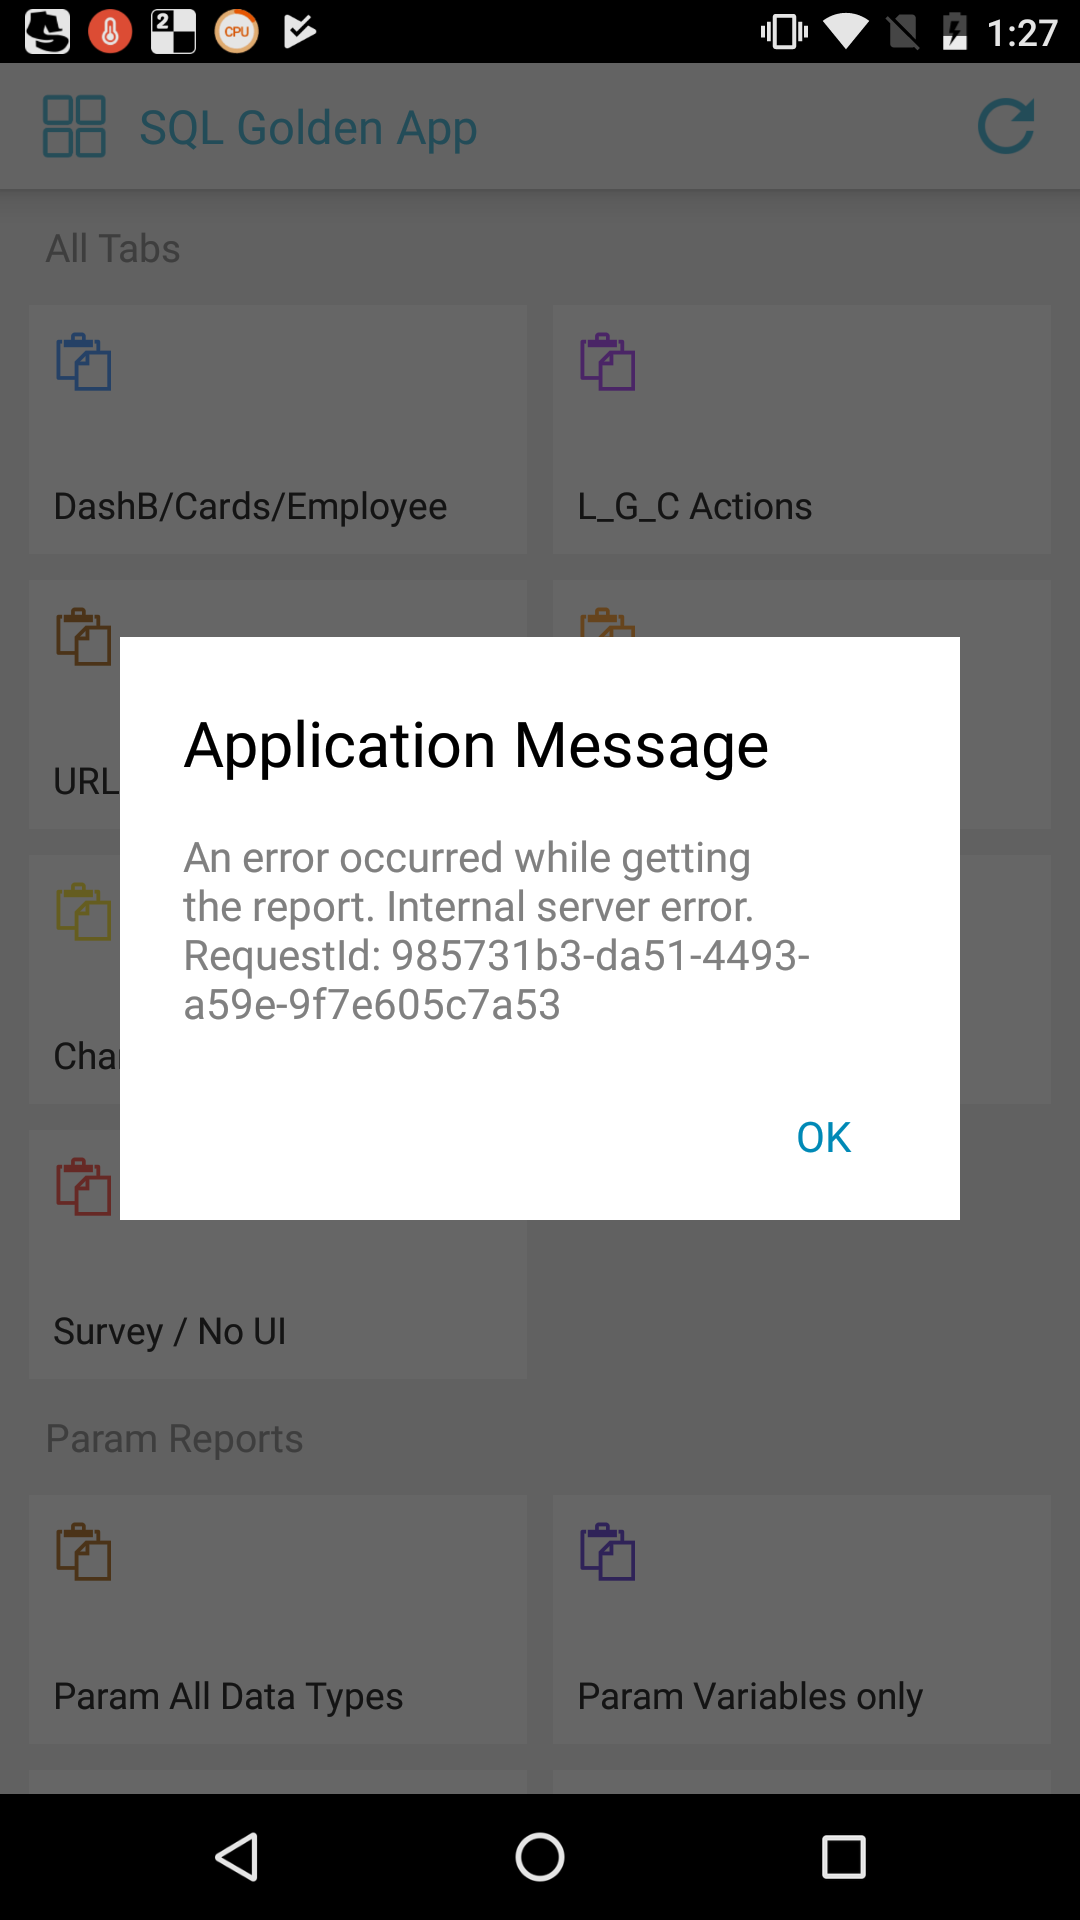 2
CPU
1:27
SQL Golden App
All Tabs
DashB/Cards/Employee
L_G_C Actions
URL
Application Message
An error occurred while getting
the report. Internal server error.
RequestId: 985731b3-da51-4493-
a59e-9f7e605c7a53
OK
Survey / No UI
Param Reports
Param All Data Types
Param Variables only